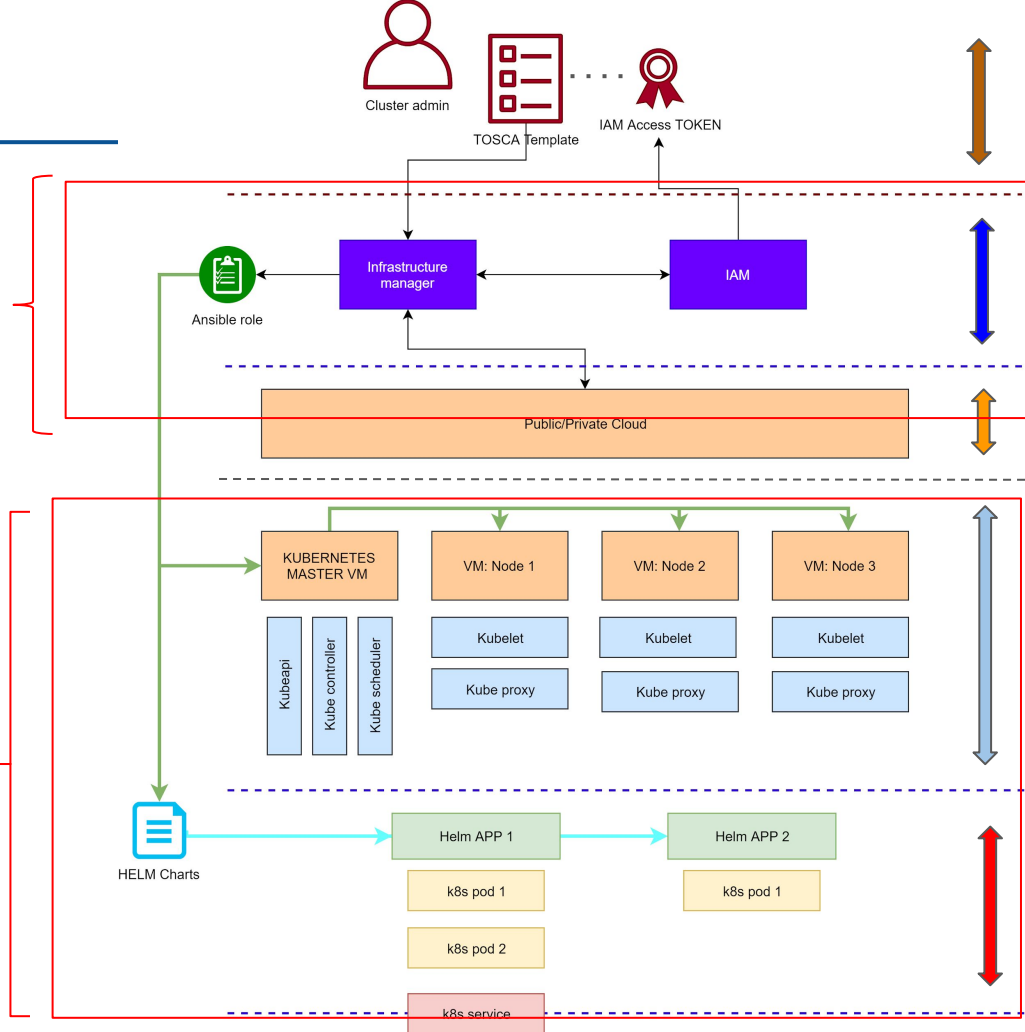 Cluster admin
TOSCA Template
IAM Access TOKEN
Infrastructure
manager
IAM
Ansible role
Public/Private Cloud
KUBERNETES
MASTER VM
VM: Node 1
VM: Node 2
VM: Node 3
Kubeapi
Kube controller
Kube scheduler
Kubelet
Kubelet
Kubelet
Kube proxy
Kube proxy
Kube proxy
HELM Charts
Helm APP 1
Helm APP 2
k8s pod 1
k8s pod 1
k8s pod 2
k8s service